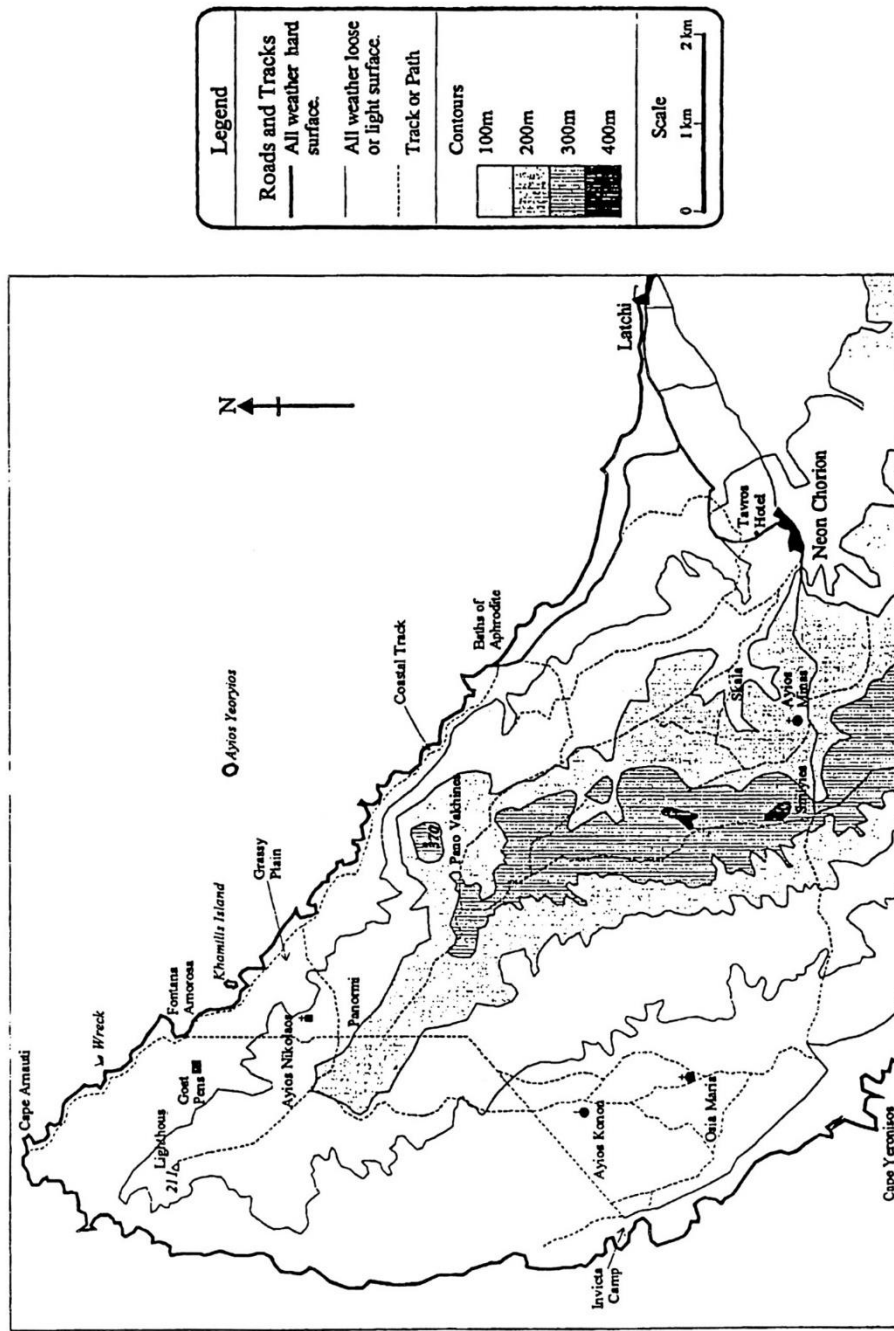 Legend
Roads and Tracks
All weather hard
surface.
All weather loose
or light surface.
Track or Path
Contours
100m
200m
300m
400m
Scale
0
1 km
2 km
N
Cape Arnauti
Wreck
Fontana
Amorosa
Khamilis Island
Goat
Pens
Lighthous
211
Grassy
Plain
Ayios Nikolaos
Panormi
Ayios Yeoryios
Coastal Track
370
Pano Vakhines
Baths of
Aphrodite
Latchi
Tavros
Hotel
Neon Chorion
Skala
Ayios
Minas
Smiyies
Ayios Konon
Osia Maria
Invicta
Camp
Cape Yeronisos